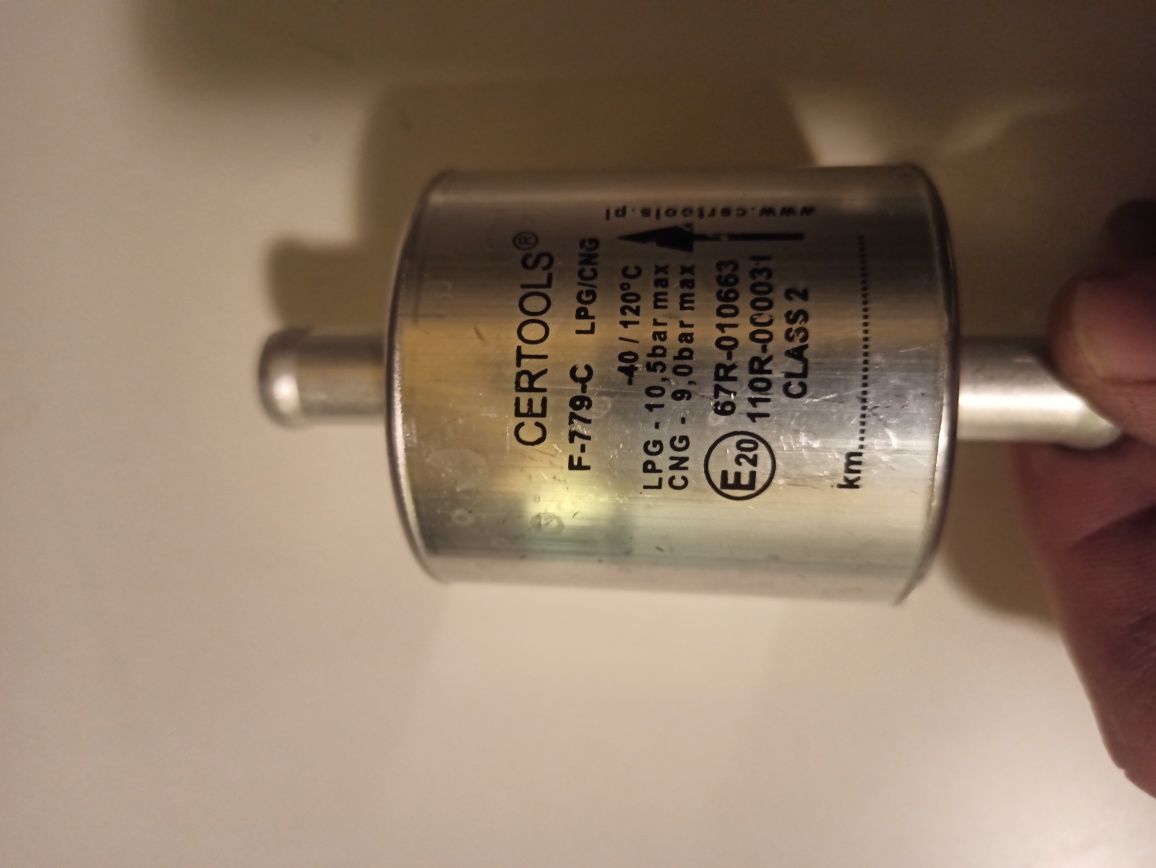 CERTOOLS®
F-779-C LPG/CNG
-40 / 120°C
LPG - 10,5bar max
CNG - 9,0bar max
E20 67R-010663
110R-000031
CLASS 2
km...........................
www.certools.pl